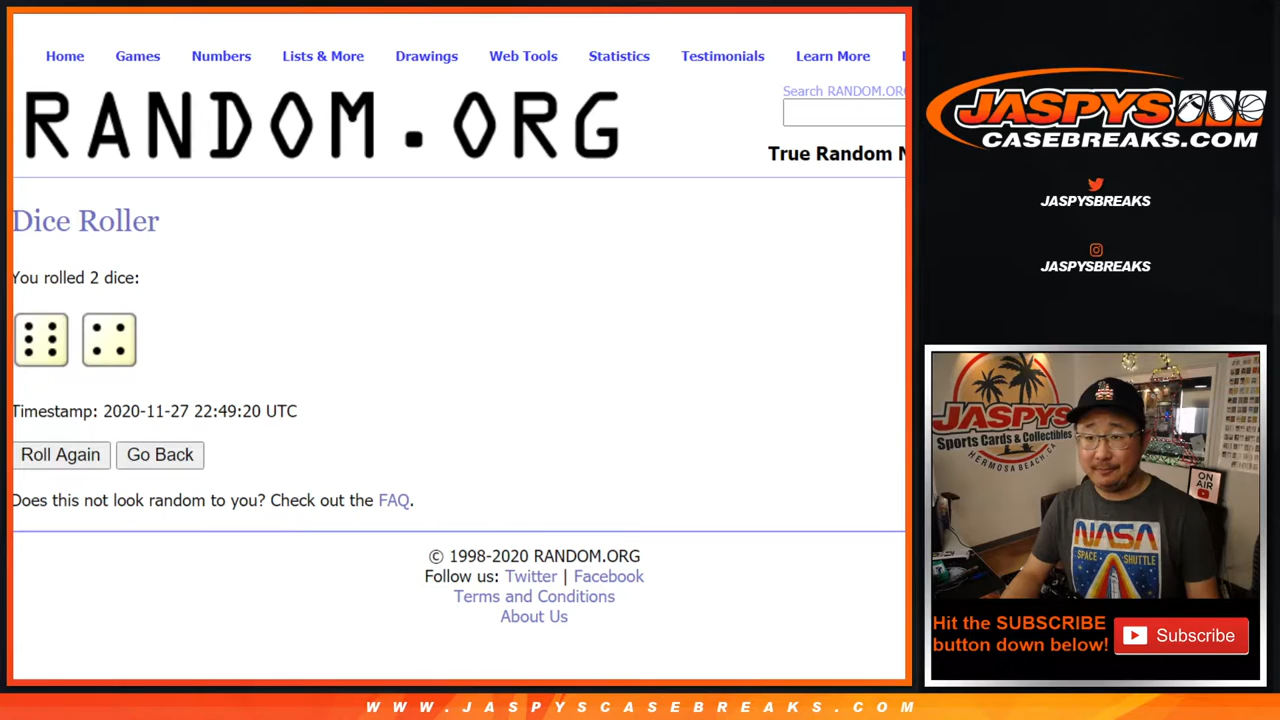 Home Games Numbers Lists & More Drawings Web Tools Statistics Testimonials Learn More
RANDOM.ORG
Search RANDOM.ORG
True Random N
Dice Roller
You rolled 2 dice:
Timestamp: 2020-11-27 22:49:20 UTC
Roll Again Go Back
Does this not look random to you? Check out the FAQ.
© 1998-2020 RANDOM.ORG
Follow us: Twitter | Facebook
Terms and Conditions
About Us
JASPYS
CASEBREAKS.COM
JASPYSBREAKS
JASPYSBREAKS
JASPYS
Sports Cards & Collectibles
HERMOSA BEACH, CA
ON
AIR
NASA
SPACE SHUTTLE
Hit the SUBSCRIBE
button down below!
Subscribe
WWW.JASPYSCASEBREAKS.COM